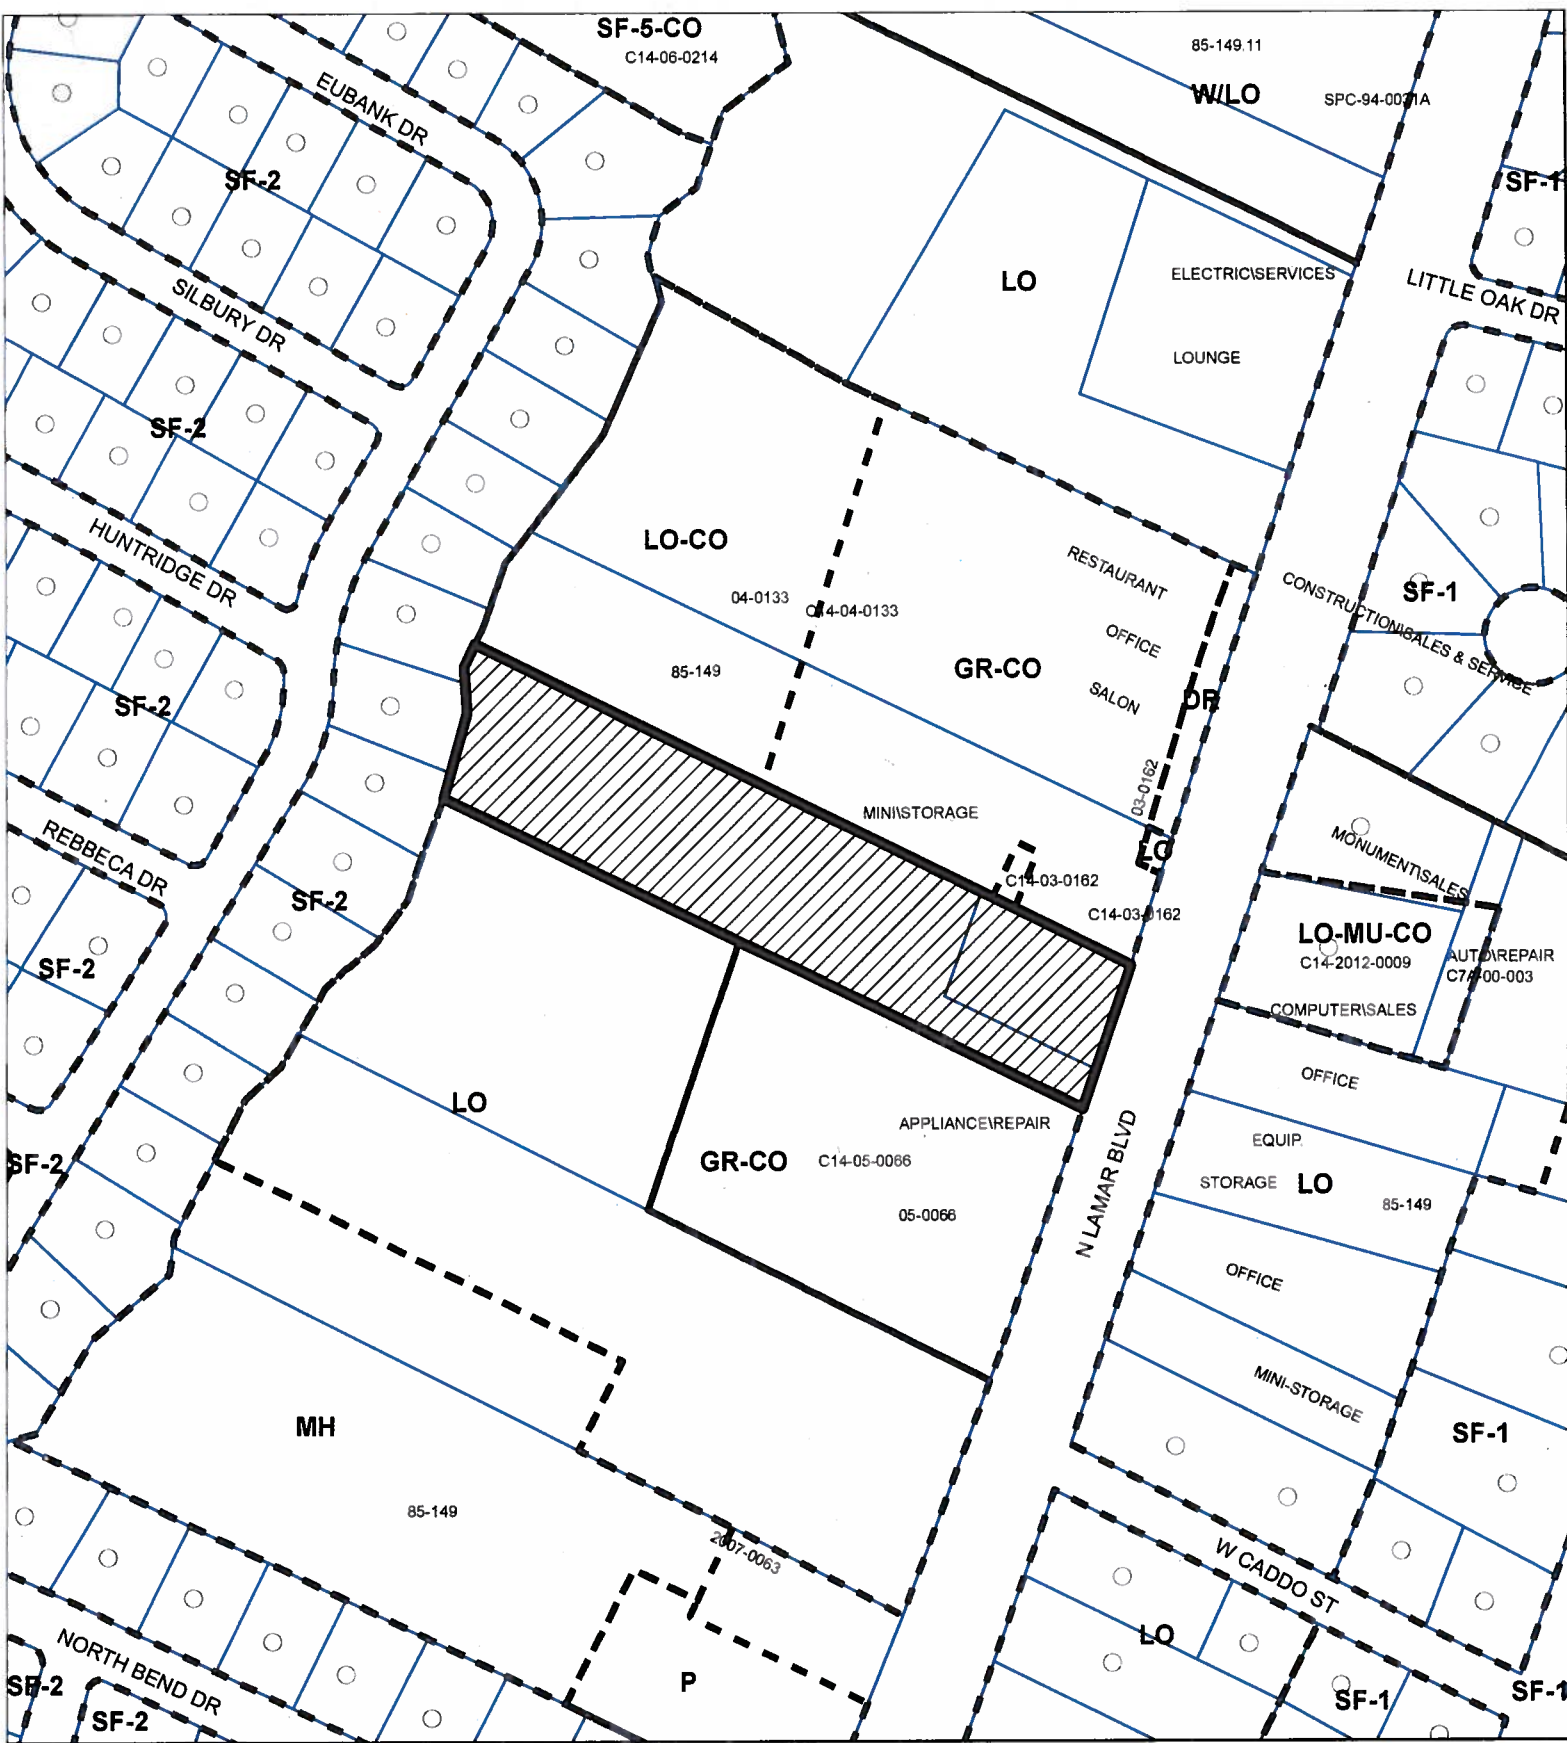 SF-5-CO
C14-06-0214
85-149.11
W/LO
SPC-94-0031A
EUBANK DR
SF-2
SF-1
LO
ELECTRIC\SERVICES
LITTLE OAK DR
SILBURY DR
LOUNGE
SF-2
HUNTRIDGE DR
LO-CO
RESTAURANT
CONSTRUCTION\SALES & SERVICE
SF-1
04-0133
C14-04-0133
OFFICE
GR-CO
85-149
SALON
DR
SF-2
03-0162
MINI\STORAGE
MONUMENT\SALES
LO
REBBECA DR
C14-03-0162
SF-2
C14-03-0162
LO-MU-CO
C14-2012-0009
AUTO\REPAIR
C7A-00-003
SF-2
COMPUTER\SALES
OFFICE
LO
APPLIANCE\REPAIR
EQUIP.
GR-CO
C14-05-0066
SF-2
STORAGE
LO
85-149
N LAMAR BLVD
05-0066
OFFICE
MINI-STORAGE
MH
SF-1
85-149
2007-0063
W CADDO ST
LO
NORTH BEND DR
P
SF-2
SF-2
SF-1
SF-1